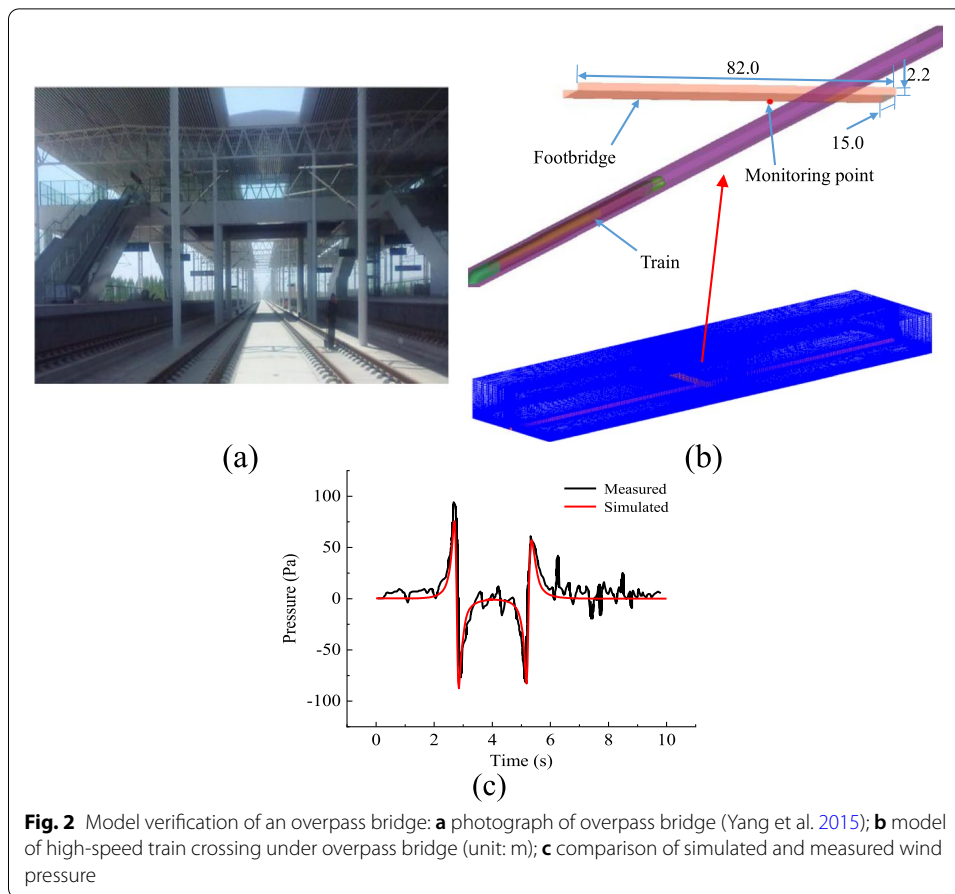 82.0
2.2
15.0
Footbridge
Monitoring point
Train
(a)
(b)
Measured
Simulated
100
50
0
-50
-100
Pressure (Pa)
0 2 4 6 8 10
Time (s)
(c)
Fig. 2 Model verification of an overpass bridge: a photograph of overpass bridge (Yang et al. 2015); b model
of high-speed train crossing under overpass bridge (unit: m); c comparison of simulated and measured wind
pressure